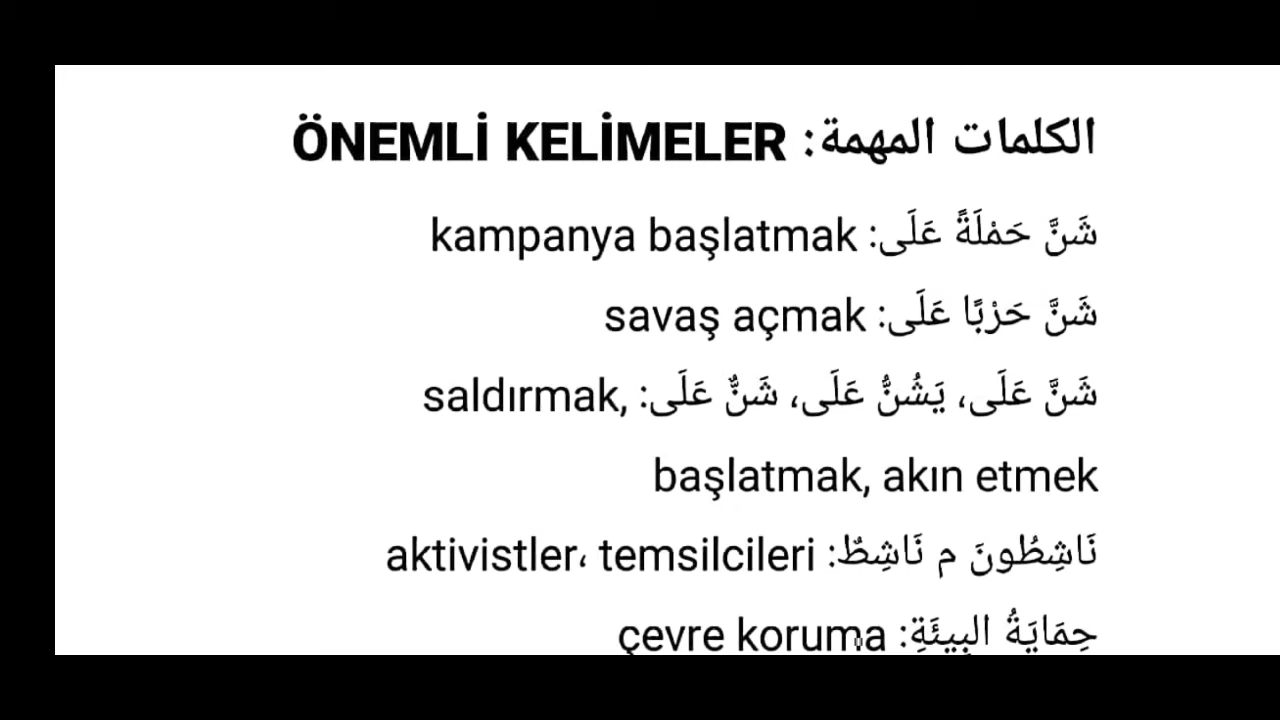 الكلمات المهمة: ÖNEMLİ KELİMELER
شَنَّ حَمْلَةً عَلَى: kampanya başlatmak
شَنَّ حَرْبًا عَلَى: savaş açmak
شَنَّ عَلَى، يَشُنُّ عَلَى، شَنٌّ عَلَى: saldırmak,
başlatmak, akın etmek
نَاشِطُونَ م نَاشِطٌ: aktivistler، temsilcileri
حِمَايَةُ البِيئَةِ: çevre koruma